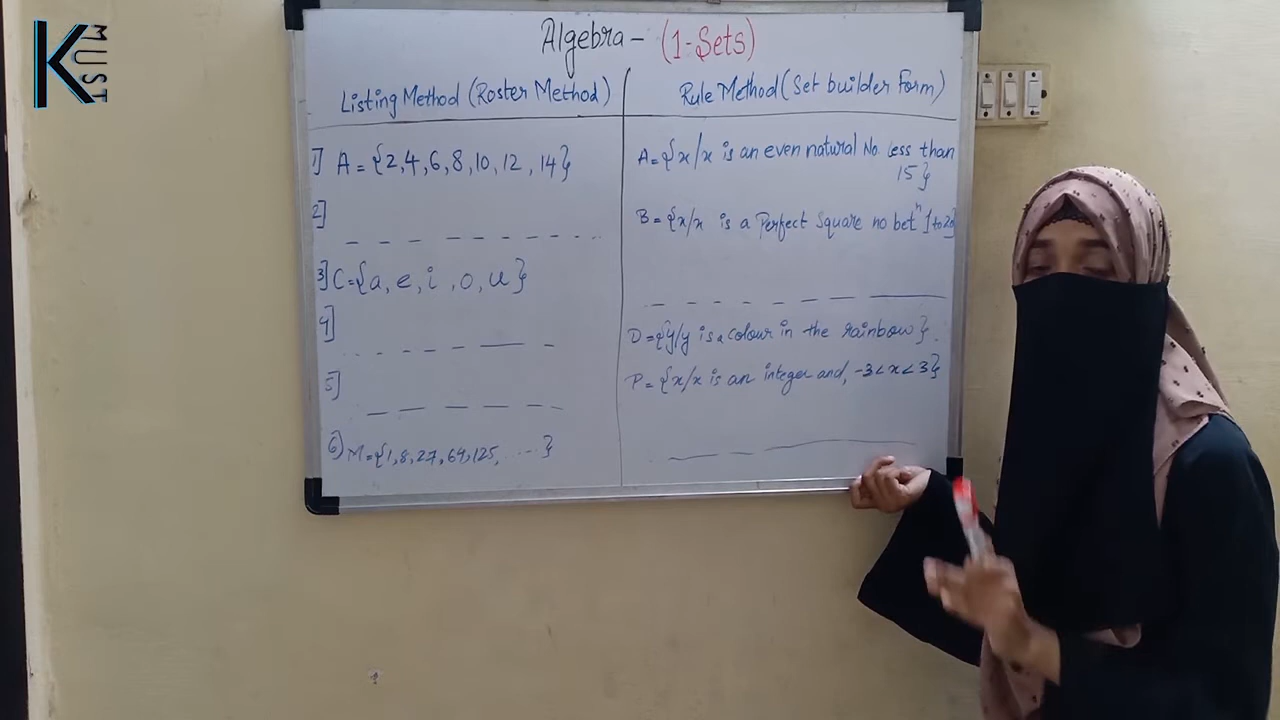 K MUST
Algebra - (1-Sets)
Listing Method (Roster Method)
Rule Method (Set builder Form)
1] A = {2,4,6,8,10,12,14}
A={x/x is an even natural No. less than
15}
2]
B = {x/x is a Perfect Square no betⁿ 1 to 20}
3] C={a,e,i,o,u}
4]
D={y/y is a colour in the rainbow}.
5]
P={x/x is an integer and, -3<x<3}
6) M={1,8,27,64,125, ....}